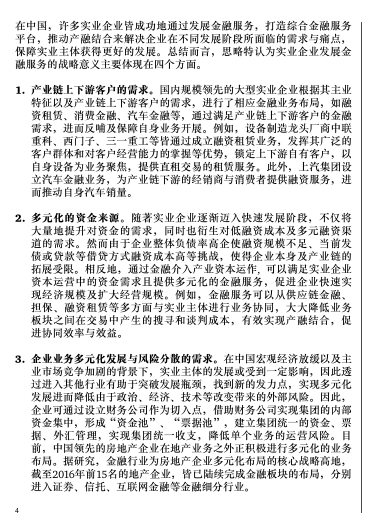 在中国，许多实业企业皆成功地通过发展金融服务，打造综合金融服务
平台，推动产融结合来解决企业在不同发展阶段所面临的需求与痛点，
保障实业主体获得更好的发展。总结而言，思略特认为实业企业发展金
融服务的战略意义主要体现在四个方面。
1. 产业链上下游客户的需求。国内规模领先的大型实业企业根据其主业
特征以及产业链上下游客户的需求，进行了相应金融业务布局，如融
资租赁、消费金融、汽车金融等，通过满足产业链上下游客户的金融
需求，进而反哺及保障自身业务开展。例如，设备制造龙头厂商中联
重科、西门子、三一重工等皆通过成立融资租赁业务，发挥其广泛的
客户群体和对客户经营能力的掌握等优势，锁定上下游自有客户，以
自身设备为业务聚焦，提供直租交易的租赁服务。此外，上汽集团设
立汽车金融业务，为产业链下游的经销商与消费者提供融资服务，进
而推动自身汽车销量。
2. 多元化的资金来源。随着实业企业逐渐迈入快速发展阶段，不仅将
大量地提升对资金的需求，同时也衍生对低融资成本及多元融资渠
道的需求。然而由于企业整体负债率高企使融资规模不足、当前发
债或贷款等借贷方式融资成本高等挑战，使得企业本身及产业链的
拓展受限。相反地，通过金融介入产业资本运作，可以满足实业企业
资本运营中的资金需求且提供多元化的金融服务，促进企业快速实
现经济规模及扩大经营规模。例如，金融服务可以从供应链金融、
担保、融资租赁等多方面与实业主体进行业务协同，大大降低业务
板块之间在交易中产生的搜寻和谈判成本，有效实现产融结合，促
进协同效率与效益。
3. 企业业务多元化发展与风险分散的需求。在中国宏观经济放缓以及主
业市场竞争加剧的背景下，实业主体的发展或受到一定影响，因此透
过进入其他行业有助于突破发展瓶颈，找到新的发力点，实现多元化
发展进而降低由于政治、经济、技术等改变带来的外部风险。因此，
企业可通过设立财务公司作为切入点，借助财务公司实现集团的内部
资金集中，形成“资金池”、“票据池”，建立集团统一的资金、票
据、外汇管理，实现集团统一收支，降低单个业务的运营风险。目
前，中国领先的房地产企业在地产业务之外正积极进行多元化的业务
布局。据研究，金融行业为房地产企业多元化布局的核心战略高地，
截至2016年前15名的地产企业，皆已陆续完成金融板块的布局，分别
进入证券、信托、互联网金融等金融细分行业。
4